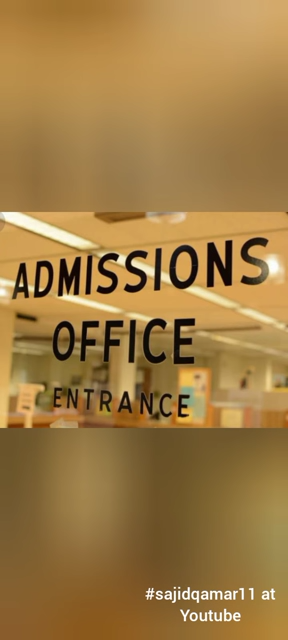 ADMISSIONS
OFFICE
ENTRANCE
#sajidqamar11 at
Youtube